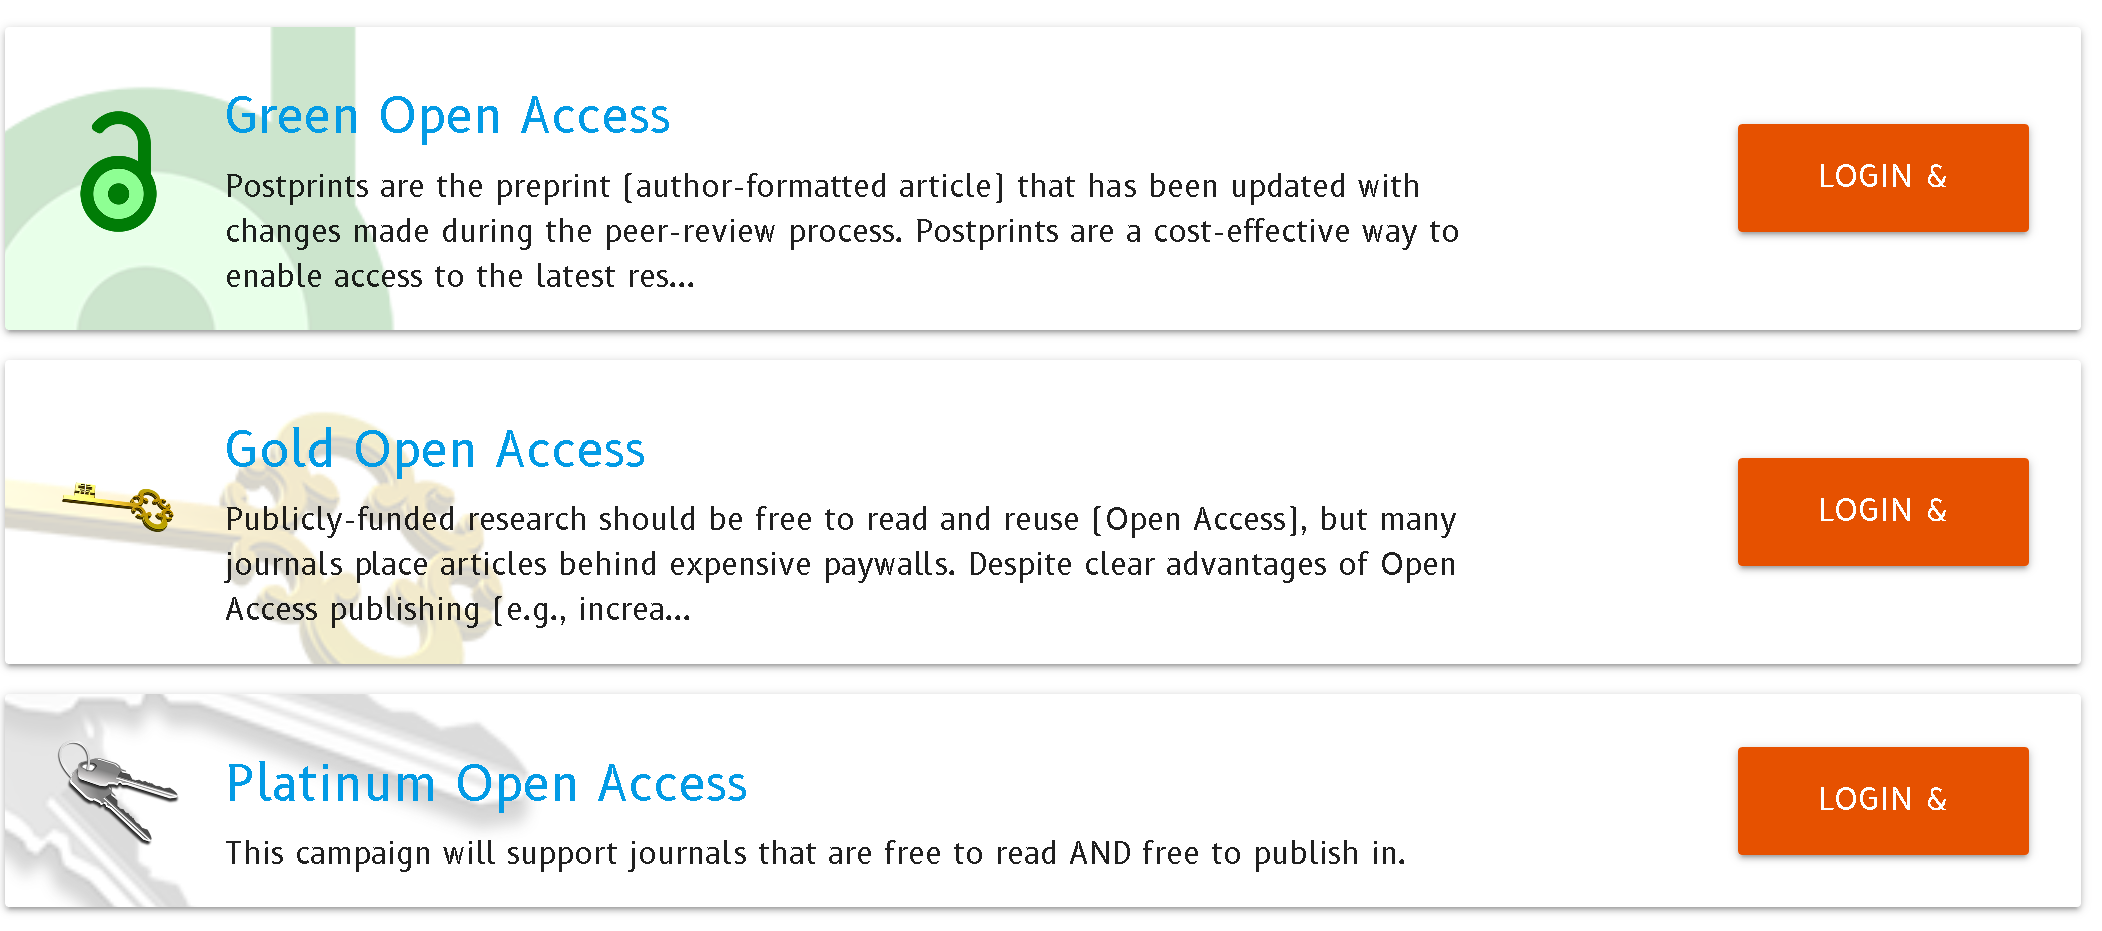 Green Open Access
Postprints are the preprint (author-formatted article) that has been updated with
changes made during the peer-review process. Postprints are a cost-effective way to
enable access to the latest res...
LOGIN &
Gold Open Access
Publicly-funded research should be free to read and reuse (Open Access), but many
journals place articles behind expensive paywalls. Despite clear advantages of Open
Access publishing (e.g., increa...
LOGIN &
Platinum Open Access
This campaign will support journals that are free to read AND free to publish in.
LOGIN &